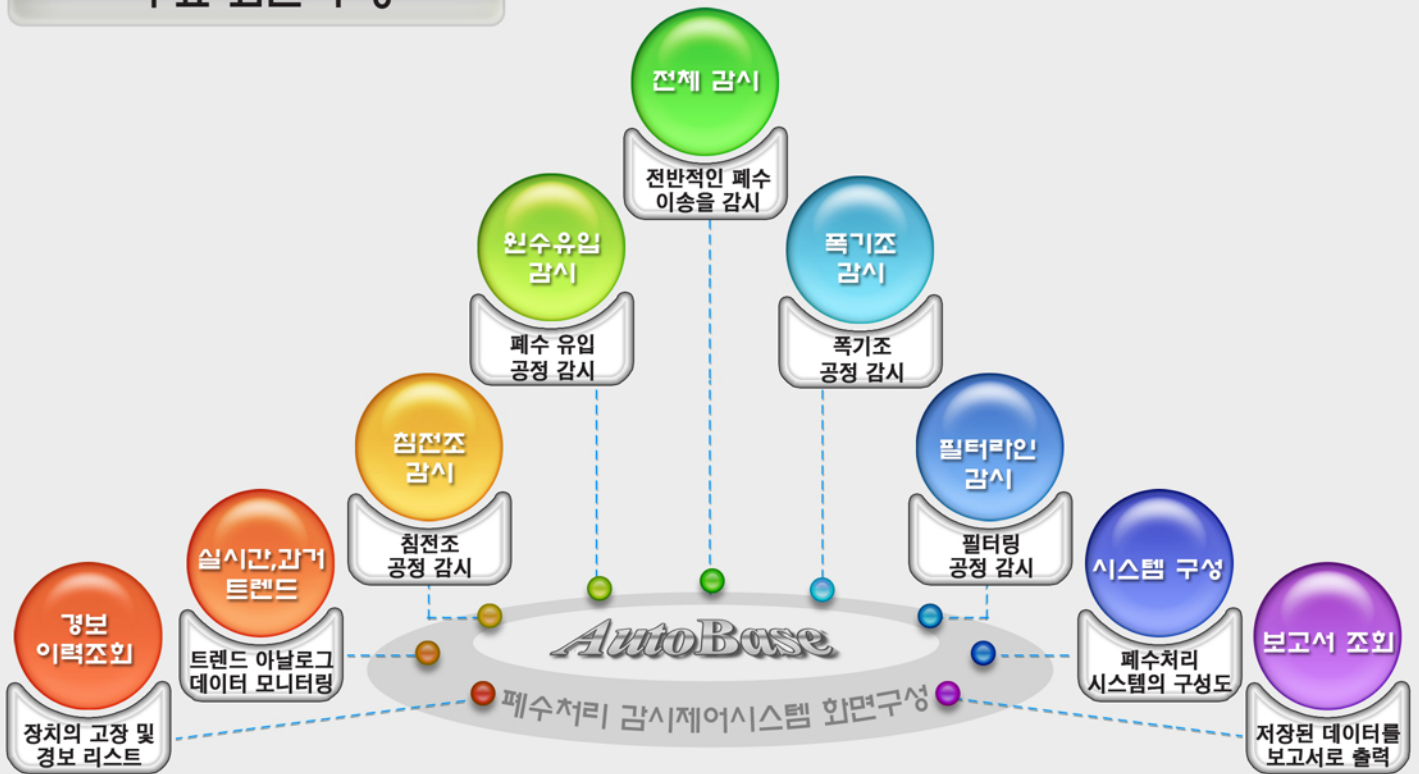 전체 감시
전반적인 폐수
이송을 감시
원수유입
감시
폐수 유입
공정 감시
폭기조
감시
폭기조
공정 감시
침전조
감시
침전조
공정 감시
필터라인
감시
필터링
공정 감시
실시간,과거
트렌드
트렌드 아날로그
데이터 모니터링
시스템 구성
폐수처리
시스템의 구성도
경보
이력조회
장치의 고장 및
경보 리스트
보고서 조회
저장된 데이터를
보고서로 출력
AutoBase
폐수처리 감시제어시스템 화면구성